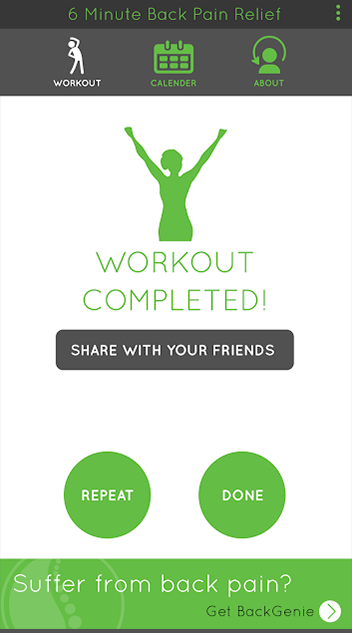 6 Minute Back Pain Relief
WORKOUT CALENDER ABOUT
WORKOUT
COMPLETED!
SHARE WITH YOUR FRIENDS
REPEAT DONE
Suffer from back pain?
Get BackGenie